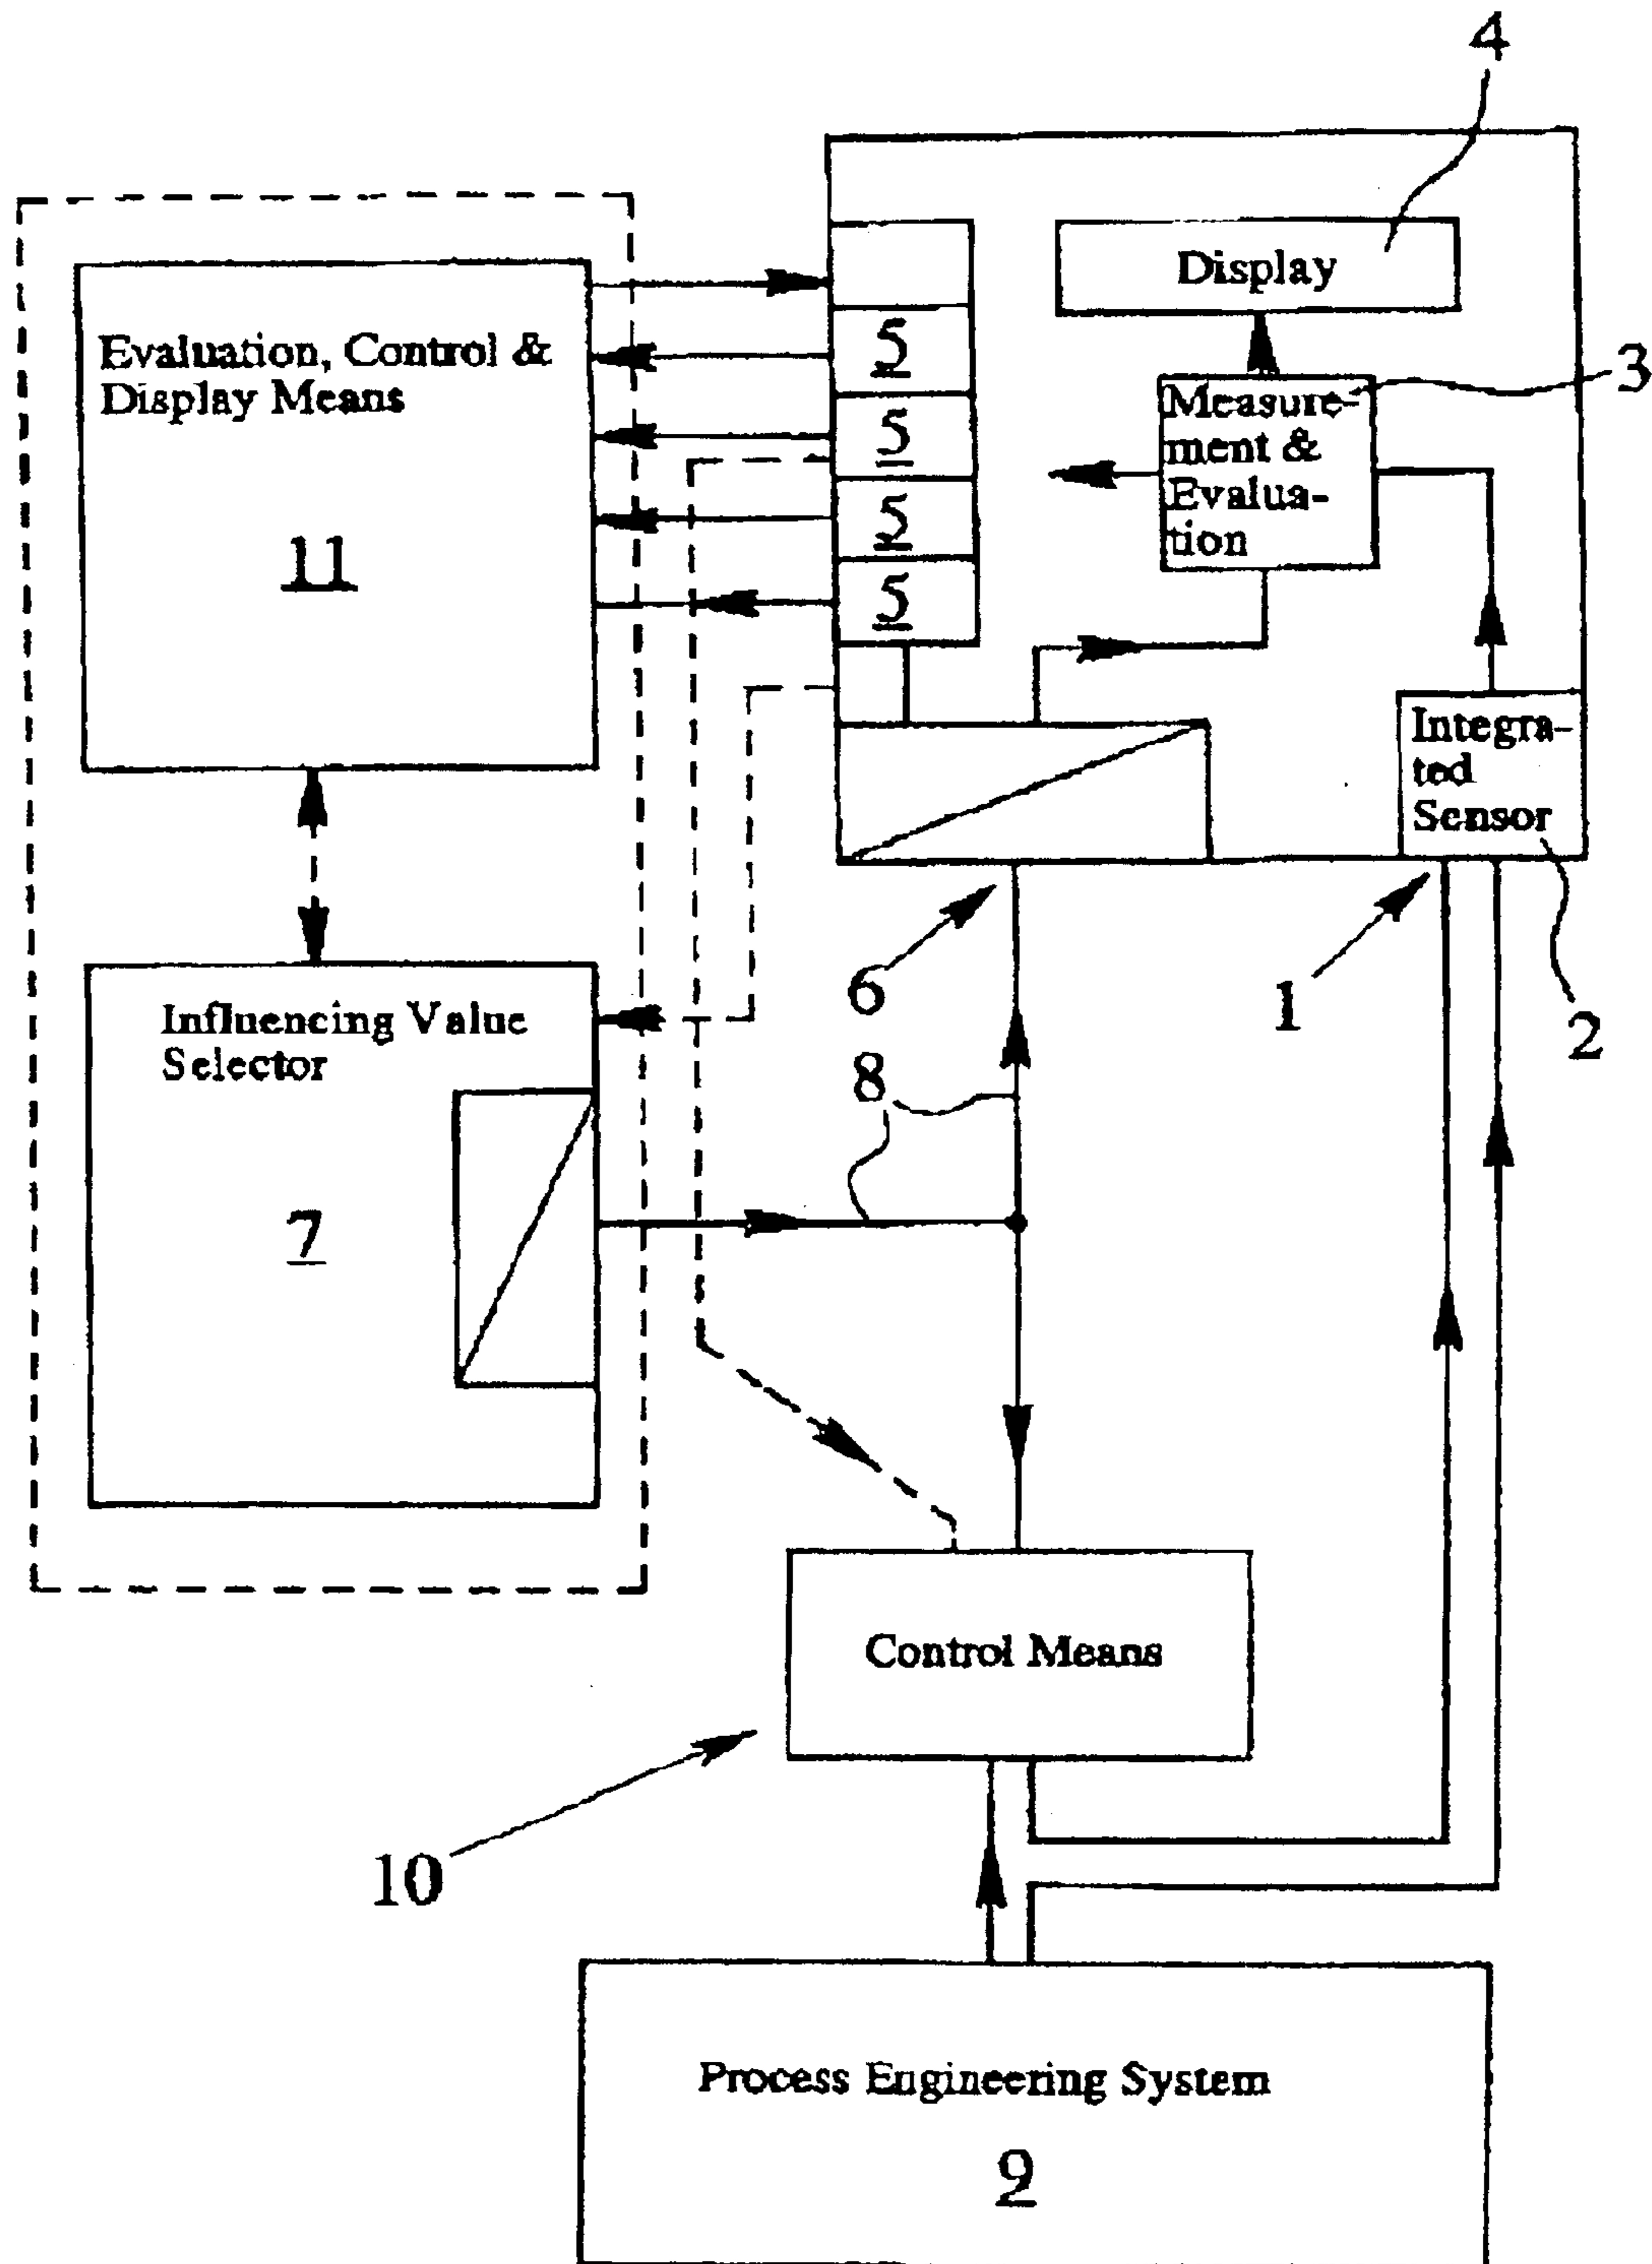 4
Display
Evaluation, Control &
Display Means
11
5
5
5
5
3
Measure-
ment &
Evalua-
tion
Integra-
ted
Sensor
6
1
2
8
Influencing Value
Selector
7
Control Means
10
Process Engineering System
9